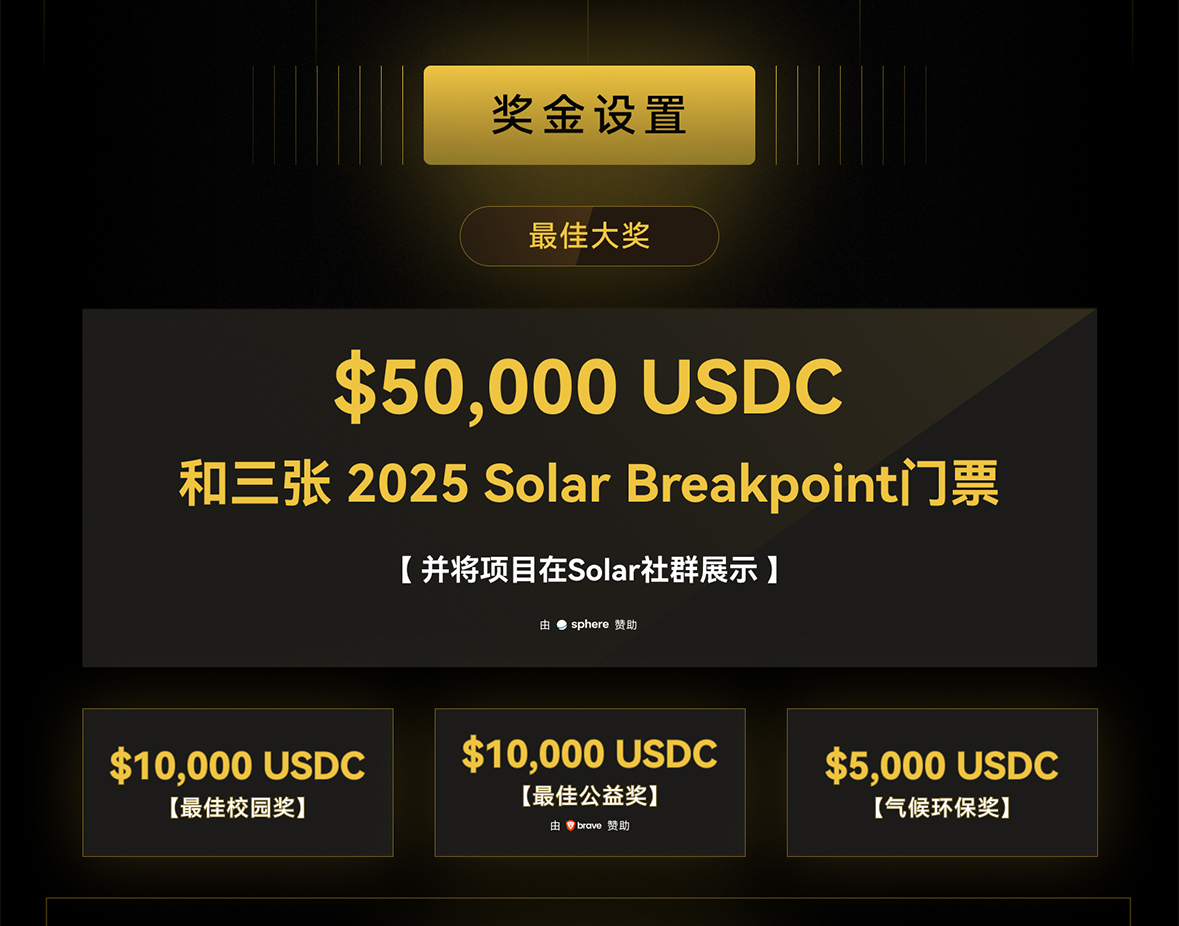 奖金设置
最佳大奖
$50,000 USDC
和三张 2025 Solar Breakpoint门票
【 并将项目在Solar社群展示 】
由 sphere 赞助
$10,000 USDC
【最佳校园奖】
$10,000 USDC
【最佳公益奖】
由 brave 赞助
$5,000 USDC
【气候环保奖】